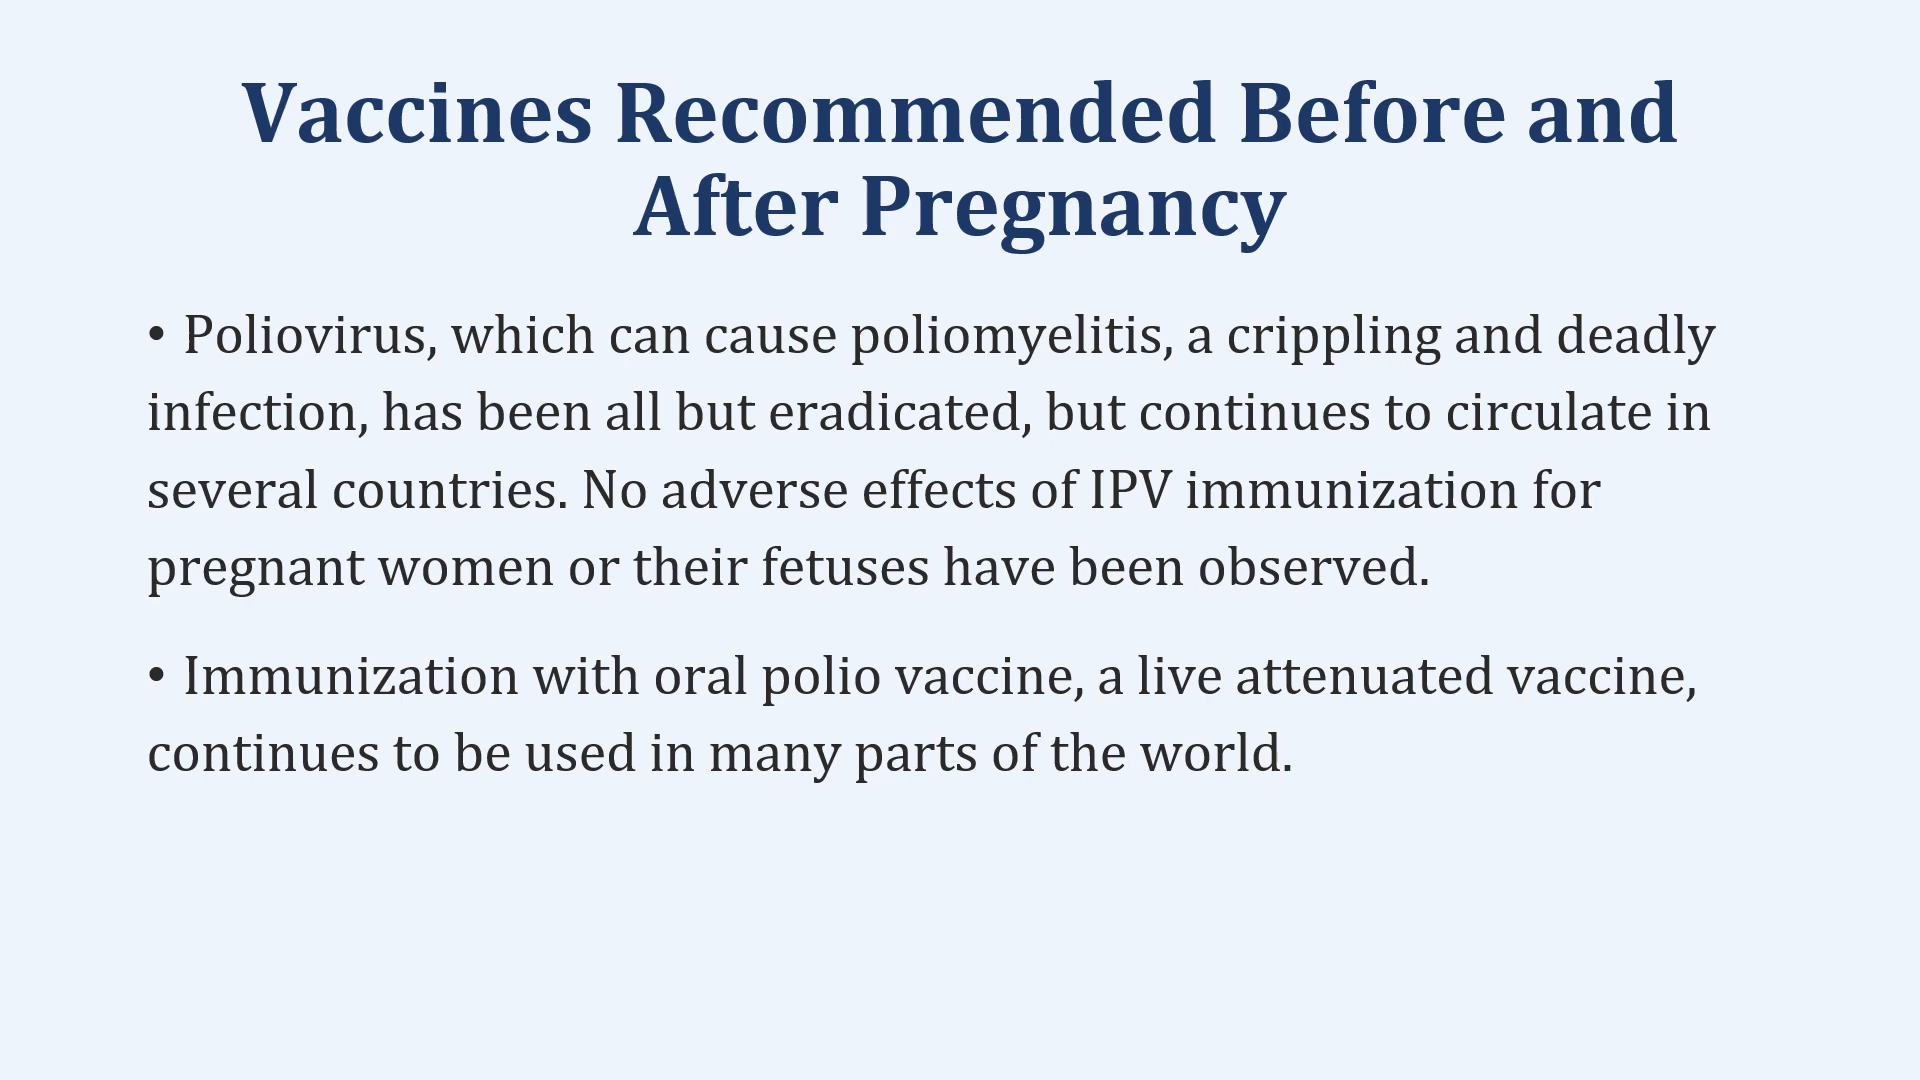 Vaccines Recommended Before and
After Pregnancy
• Poliovirus, which can cause poliomyelitis, a crippling and deadly
infection, has been all but eradicated, but continues to circulate in
several countries. No adverse effects of IPV immunization for
pregnant women or their fetuses have been observed.
• Immunization with oral polio vaccine, a live attenuated vaccine,
continues to be used in many parts of the world.